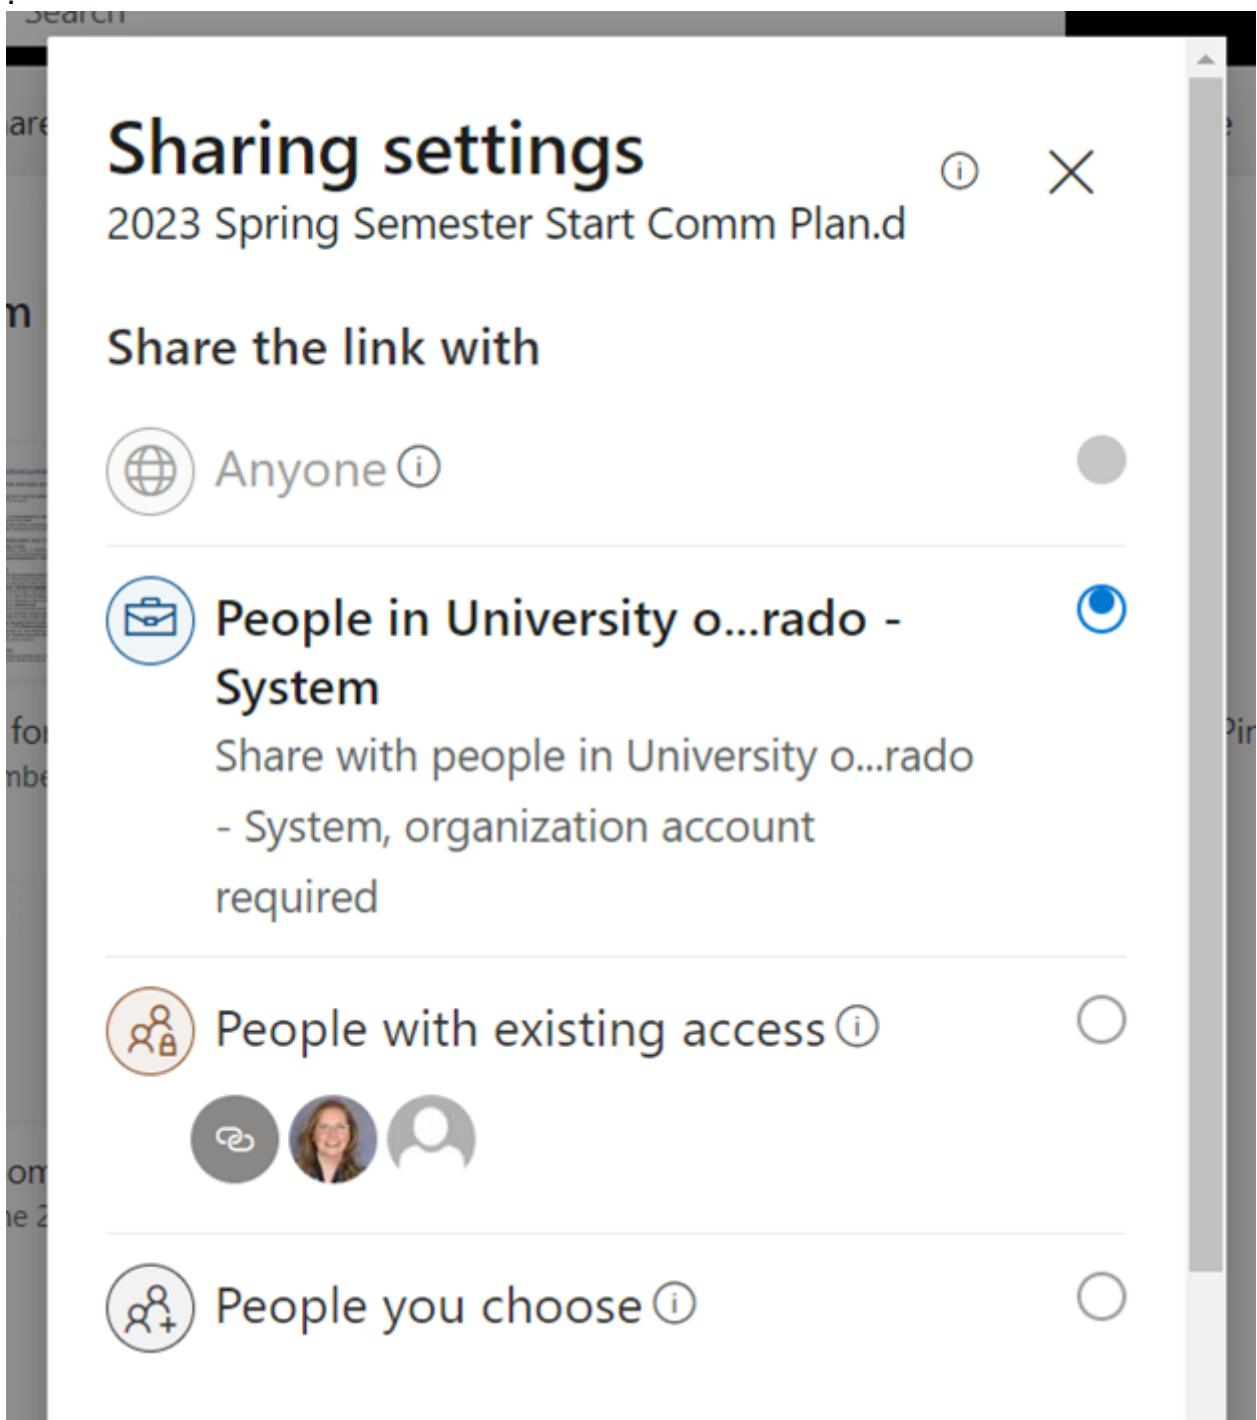 Search
Sharing settings
2023 Spring Semester Start Comm Plan.d
Share the link with
Anyone
People in University o...rado -
System
Share with people in University o...rado
- System, organization account
required
People with existing access
People you choose